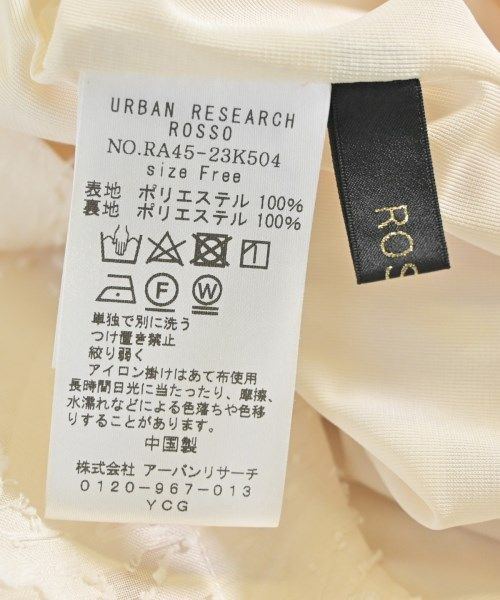 URBAN RESEARCH
ROSSO
NO.RA45-23K504
size Free
表地 ポリエステル 100%
裏地 ポリエステル 100%
F W
単独で別に洗う
つけ置き禁止
絞り弱く
アイロン掛けはあて布使用
長時間日光に当たったり、摩擦、
水濡れなどによる色落ちや色移
りすることがあります。
中国製
株式会社 アーバンリサーチ
0120-967-013
YCG
ROS